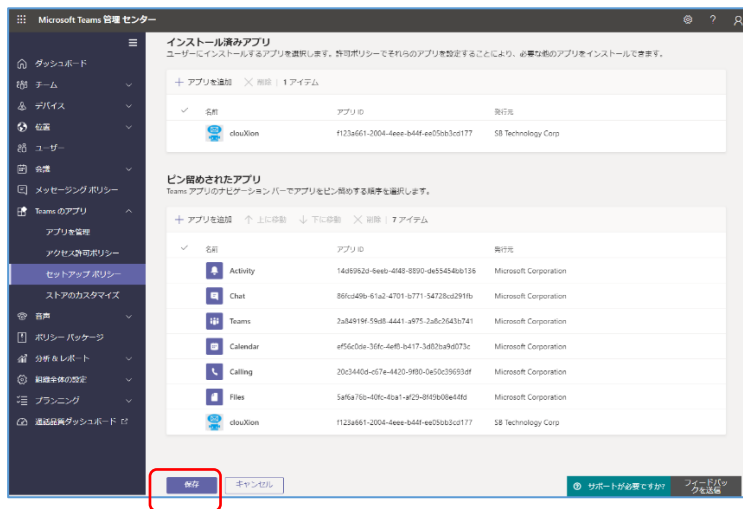 Microsoft Teams 管理センター
?
インストール済みアプリ
ユーザーにインストールするアプリを選択します。許可ポリシーでそれらのアプリを設定することにより、必要な他のアプリをインストールできます。
+ アプリを追加 × 削除 | 1 アイテム
名前 アプリ ID 発行元
clouXion f123a661-2004-4eee-b44f-ee05bb3cd177 SB Technology Corp
ピン留めされたアプリ
Teams アプリのナビゲーション バーでアプリをピン留めする順序を選択します。
+ アプリを追加 ↑ 上に移動 ↓ 下に移動 × 削除 | 7 アイテム
名前 アプリ ID 発行元
Activity 14d6962d-6eeb-4f48-8890-de55454bb136 Microsoft Corporation
Chat 86fcd49b-61a2-4701-b771-54728cd291fb Microsoft Corporation
Teams 2a84919f-59d8-4441-a975-2a8c2643b741 Microsoft Corporation
Calendar ef56c0de-36fc-4ef8-b417-3d82ba9d073c Microsoft Corporation
Calling 20c3440d-c67e-4420-9f80-0e50c39693df Microsoft Corporation
Files 5af6a76b-40fc-4ba1-af29-8f49b08e44fd Microsoft Corporation
clouXion f123a661-2004-4eee-b44f-ee05bb3cd177 SB Technology Corp
保存 キャンセル
サポートが必要ですか?
フィードバッ
クを送信
ダッシュボード
チーム
デバイス
位置
ユーザー
会議
メッセージング ポリシー
Teams のアプリ
アプリを管理
アクセス許可ポリシー
セットアップ ポリシー
ストアのカスタマイズ
音声
ポリシー パッケージ
分析 & レポート
組織全体の設定
プランニング
通話品質ダッシュボード